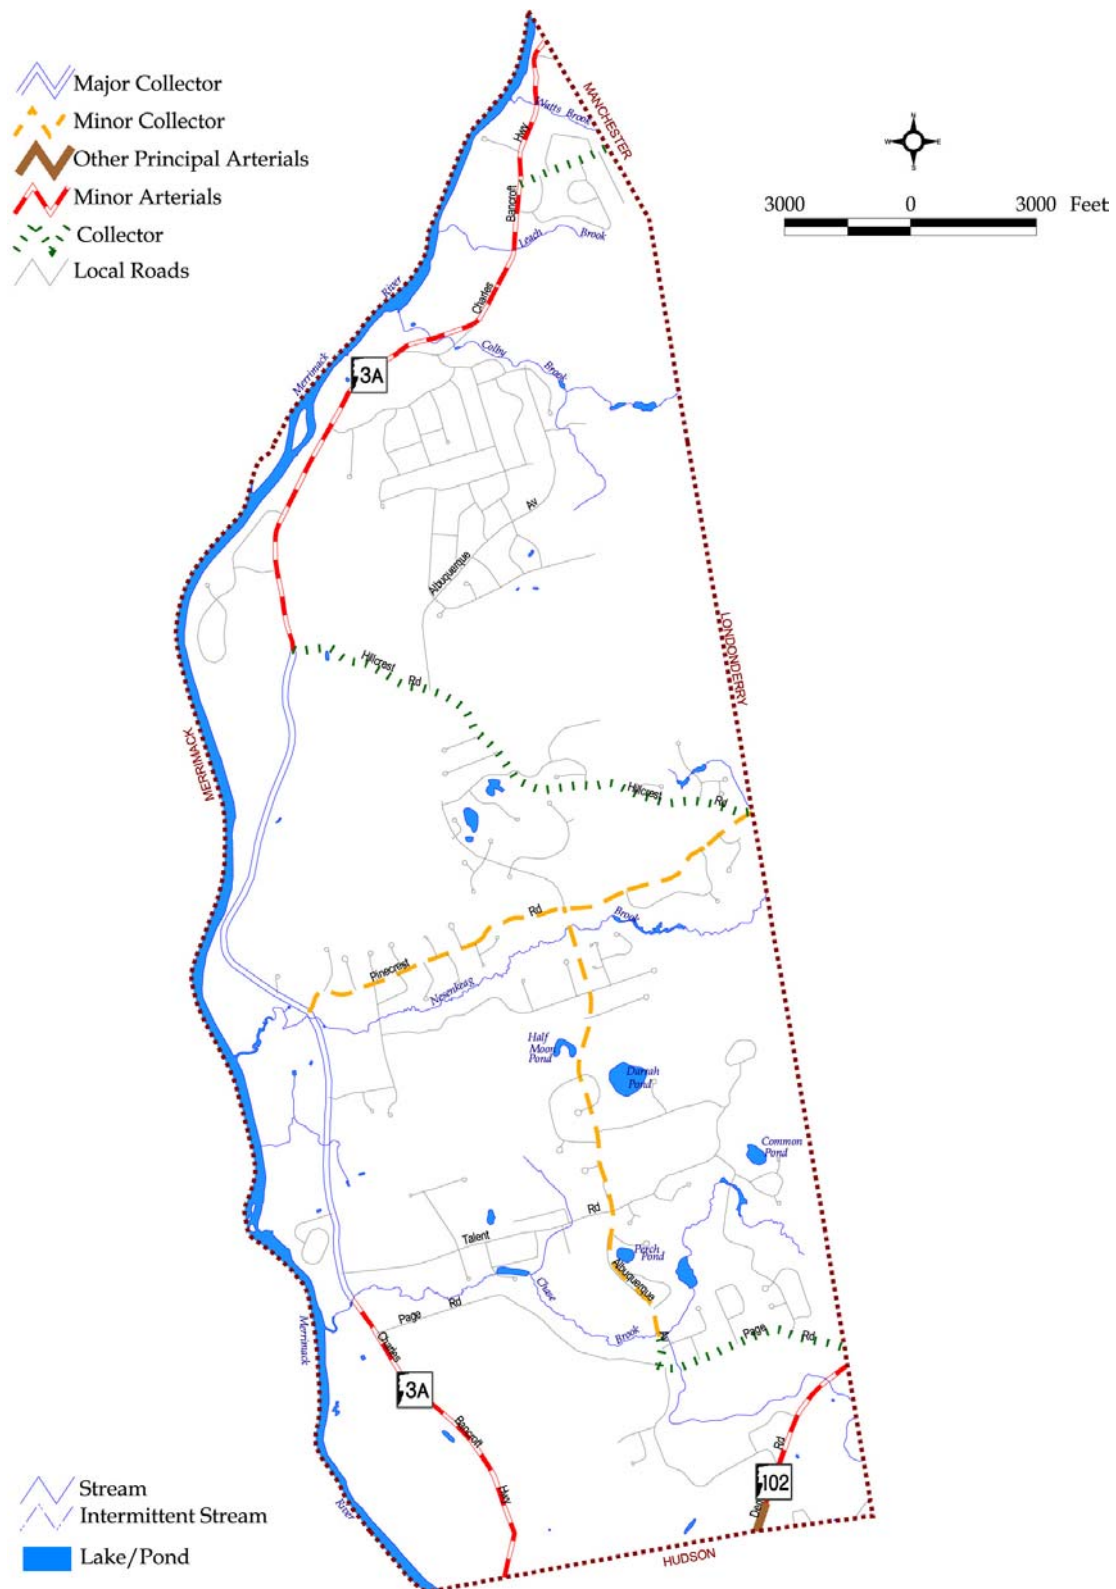 Major Collector
Minor Collector
Other Principal Arterials
Minor Arterials
Collector
Local Roads
N
W E
S
3000 0 3000 Feet
MANCHESTER
Watts Brook
Hwy
Bancroft
Leach Brook
Charles
River
Merrimack
3A
Colby Brook
Albuquerque Av
Hillcrest Rd
LONDONDERRY
MERRIMACK
Hillcrest Rd
Pinecrest Rd
Nesenkeag Brook
Half
Moon
Pond
Darrah
Pond
Common
Pond
Talent Rd
Perch
Pond
Albuquerque Av
Chase Brook
Page Rd
Page Rd
Merrimack
River
Charles
3A
Bancroft
Hwy
Rd
102
HUDSON
Stream
Intermittent Stream
Lake/Pond